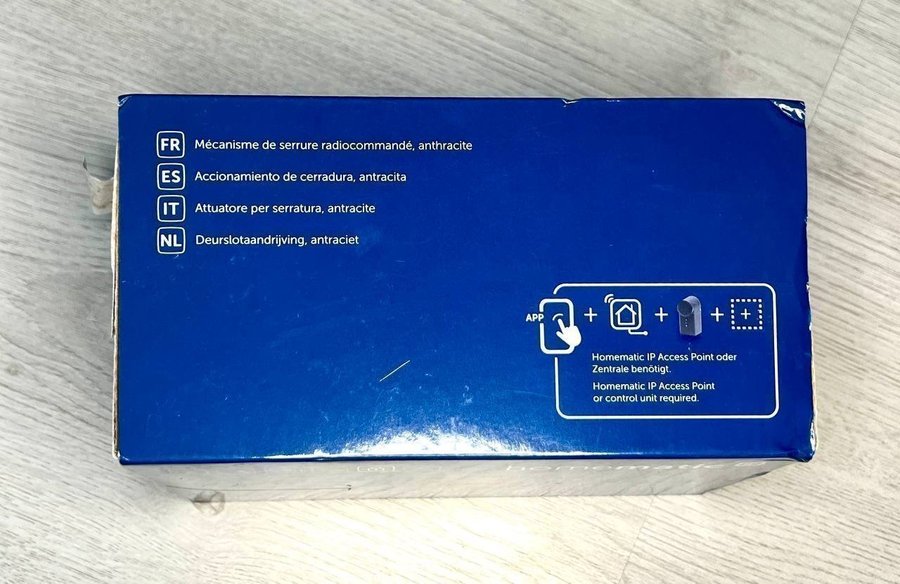 FR Mécanisme de serrure radiocommandé, anthracite
ES Accionamiento de cerradura, antracita
IT Attuatore per serratura, antracite
NL Deurslotaandrijving, antraciet
APP
Homematic IP Access Point oder
Zentrale benötigt.
Homematic IP Access Point
or control unit required.
homematic